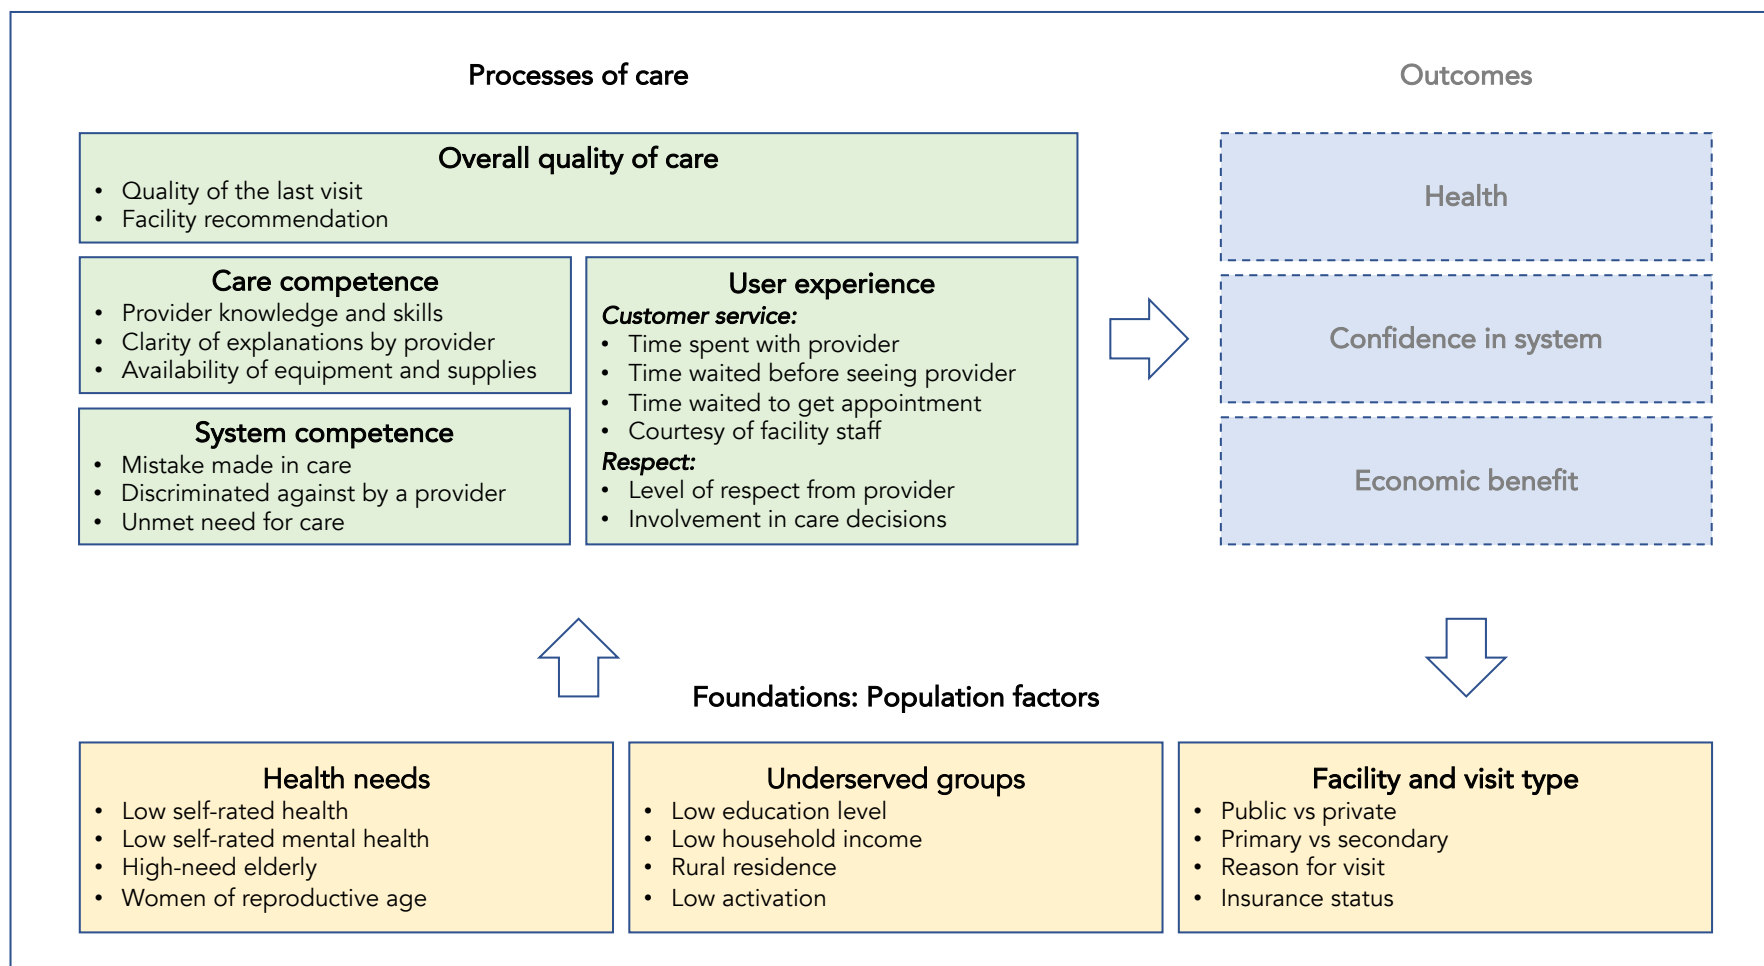 Processes of care
Outcomes
Overall quality of care
• Quality of the last visit
• Facility recommendation
Care competence
• Provider knowledge and skills
• Clarity of explanations by provider
• Availability of equipment and supplies
System competence
• Mistake made in care
• Discriminated against by a provider
• Unmet need for care
User experience
Customer service:
• Time spent with provider
• Time waited before seeing provider
• Time waited to get appointment
• Courtesy of facility staff
Respect:
• Level of respect from provider
• Involvement in care decisions
Health
Confidence in system
Economic benefit
Foundations: Population factors
Health needs
• Low self-rated health
• Low self-rated mental health
• High-need elderly
• Women of reproductive age
Underserved groups
• Low education level
• Low household income
• Rural residence
• Low activation
Facility and visit type
• Public vs private
• Primary vs secondary
• Reason for visit
• Insurance status